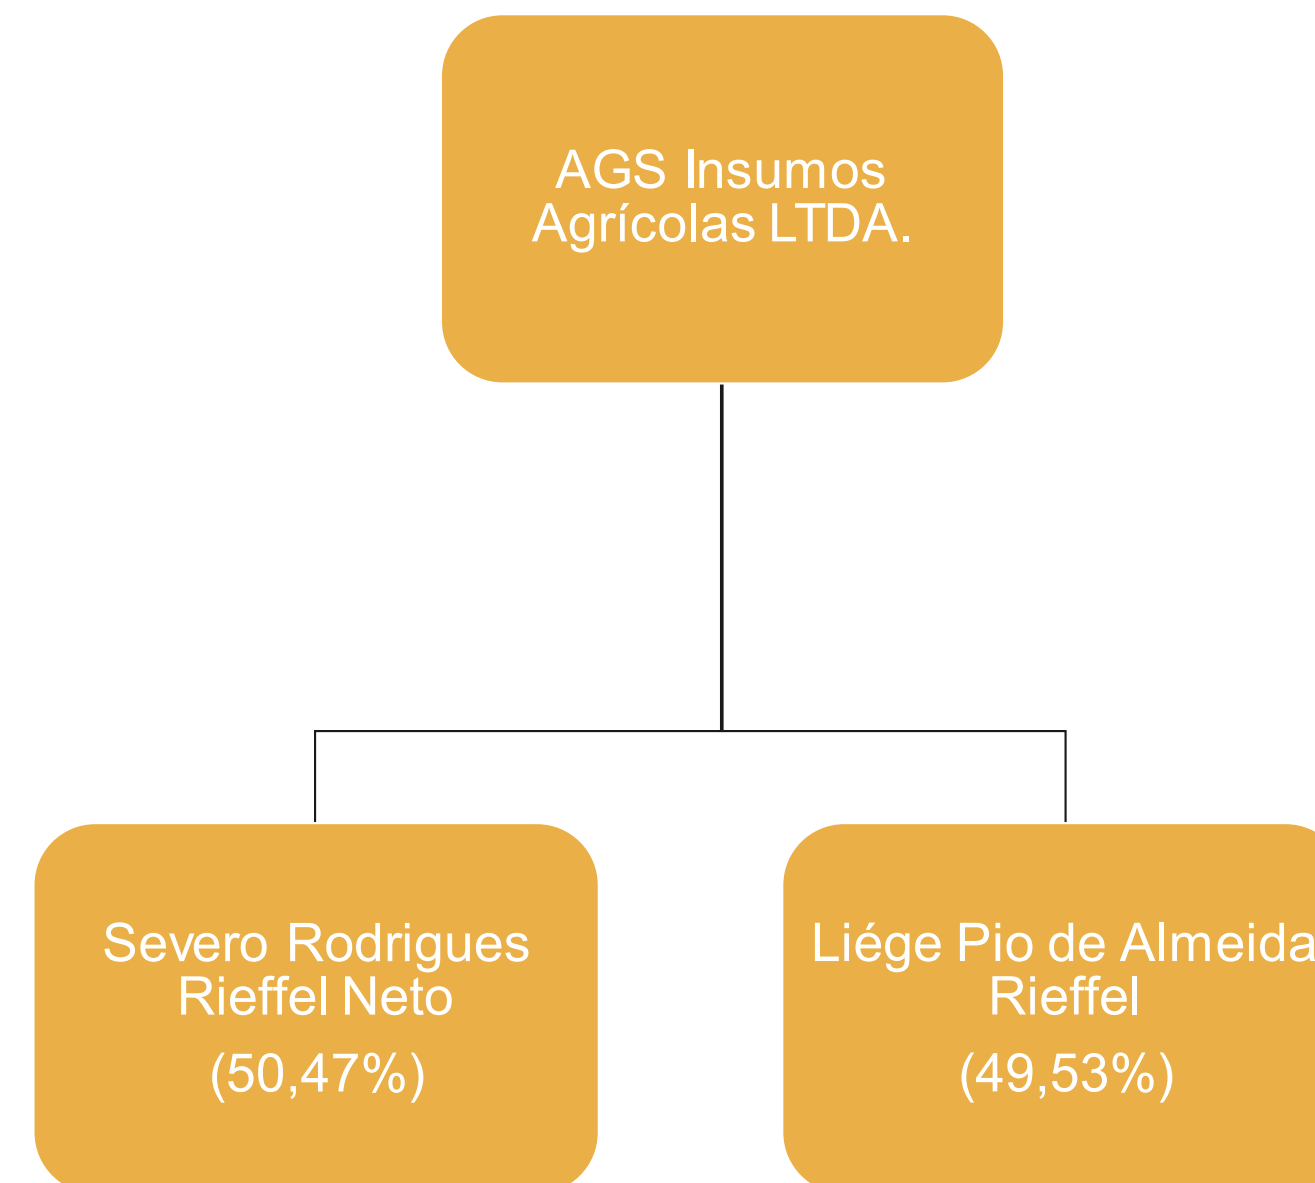 AGS Insumos
Agrícolas LTDA.
Severo Rodrigues
Rieffel Neto
(50,47%)
Liége Pio de Almeida
Rieffel
(49,53%)